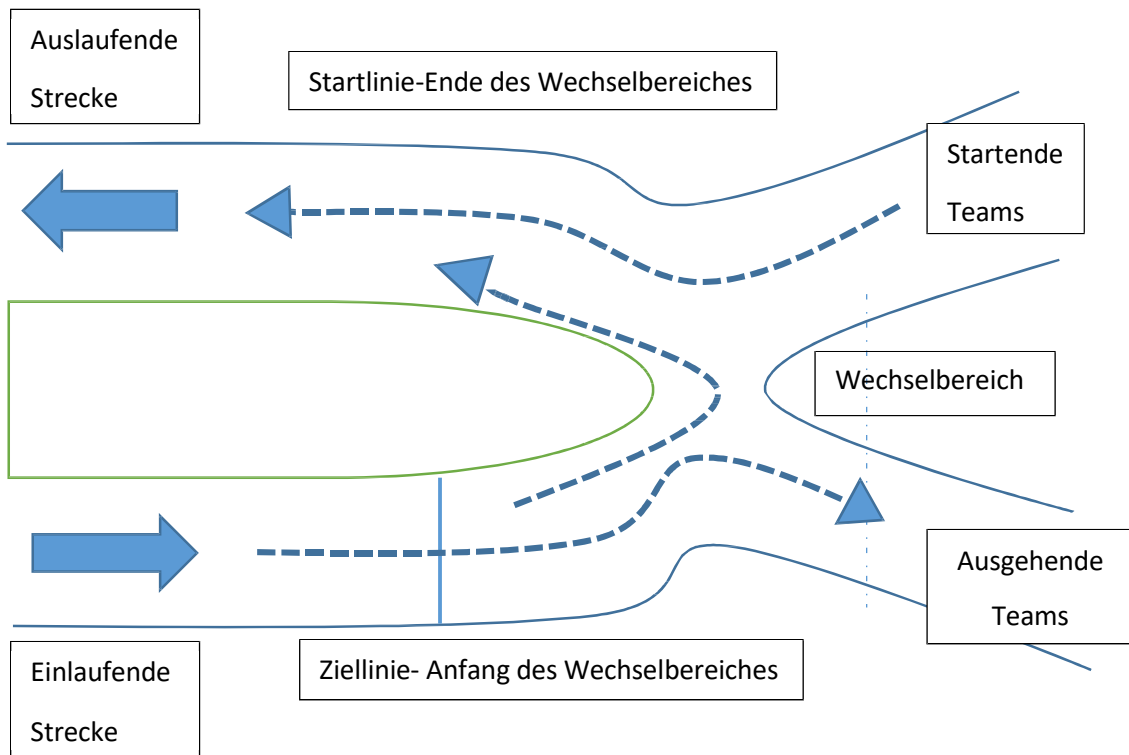 Auslaufende
Strecke
Startlinie-Ende des Wechselbereiches
Startende
Teams
Wechselbereich
Ausgehende
Teams
Einlaufende
Strecke
Ziellinie- Anfang des Wechselbereiches